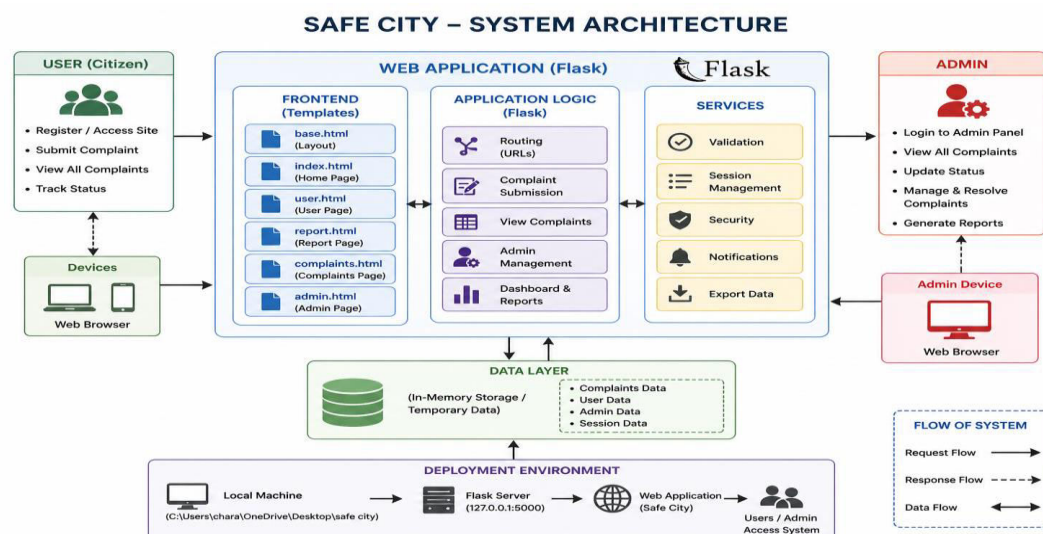 SAFE CITY – SYSTEM ARCHITECTURE
USER (Citizen)
• Register / Access Site
• Submit Complaint
• View All Complaints
• Track Status
Devices
Web Browser
WEB APPLICATION (Flask)
Flask
FRONTEND
(Templates)
base.html
(Layout)
index.html
(Home Page)
user.html
(User Page)
report.html
(Report Page)
complaints.html
(Complaints Page)
admin.html
(Admin Page)
APPLICATION LOGIC
(Flask)
Routing
(URLs)
Complaint
Submission
View Complaints
Admin
Management
Dashboard &
Reports
SERVICES
Validation
Session
Management
Security
Notifications
Export Data
ADMIN
• Login to Admin Panel
• View All Complaints
• Update Status
• Manage & Resolve
Complaints
• Generate Reports
Admin Device
Web Browser
DATA LAYER
(In-Memory Storage /
Temporary Data)
• Complaints Data
• User Data
• Admin Data
• Session Data
DEPLOYMENT ENVIRONMENT
Local Machine
(C:\Users\chara\OneDrive\Desktop\safe city)
Flask Server
(127.0.0.1:5000)
Web Application
(Safe City)
Users / Admin
Access System
FLOW OF SYSTEM
Request Flow
Response Flow
Data Flow